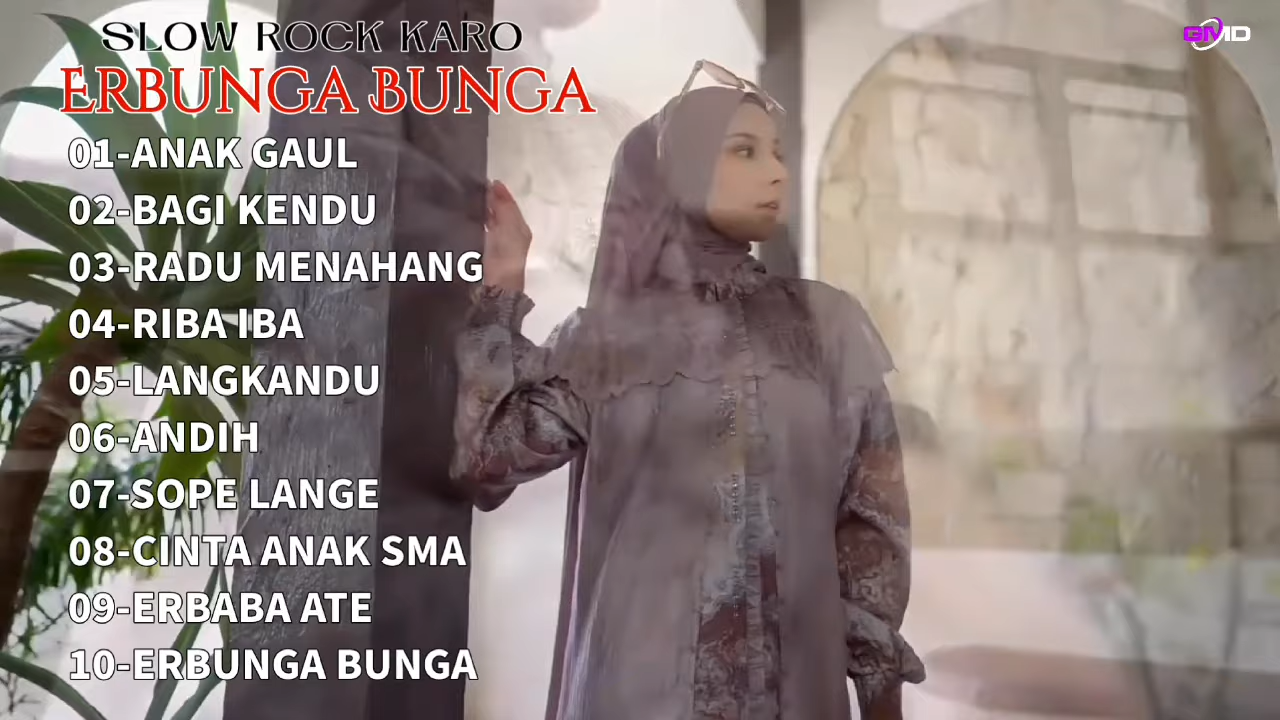 SLOW ROCK KARO
ERBUNGA BUNGA
GMD
01-ANAK GAUL
02-BAGI KENDU
03-RADU MENAHANG
04-RIBA IBA
05-LANGKANDU
06-ANDIH
07-SOPE LANGE
08-CINTA ANAK SMA
09-ERBABA ATE
10-ERBUNGA BUNGA